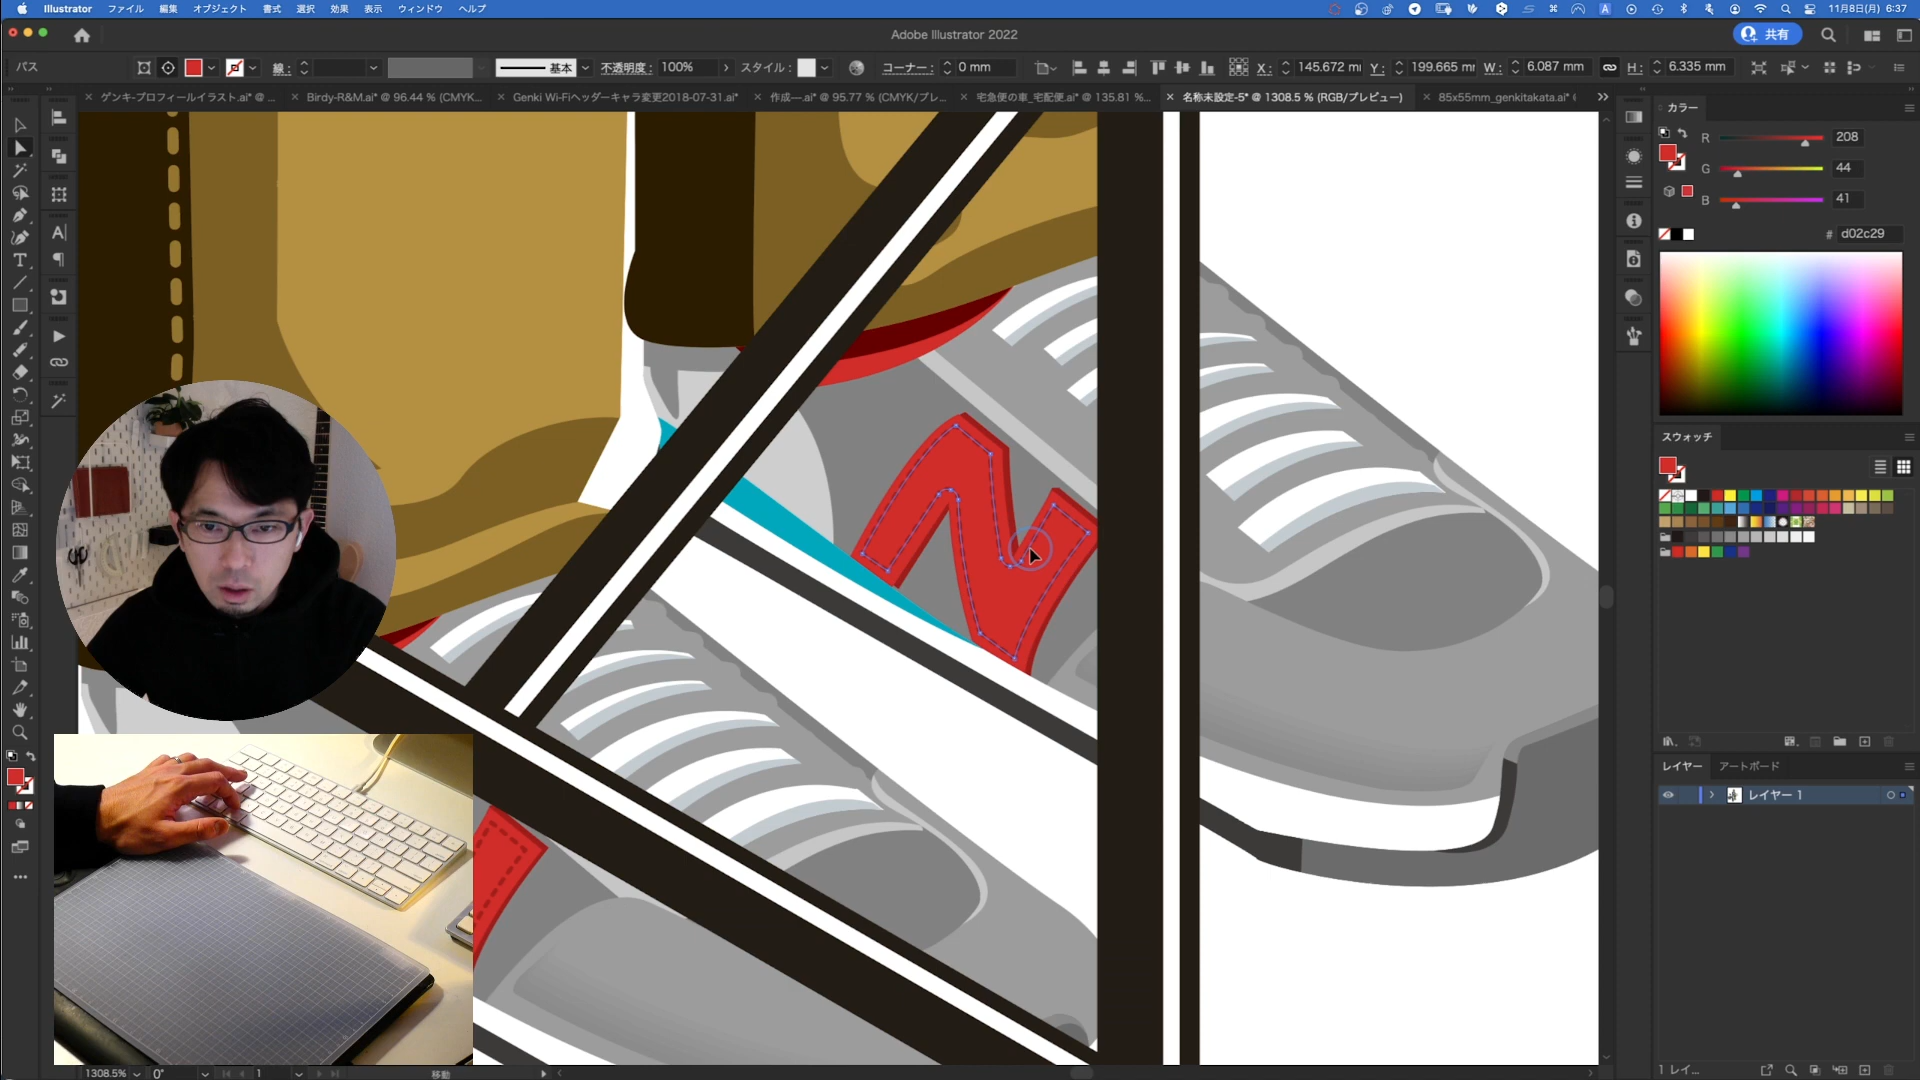 Illustrator ファイル 編集 オブジェクト 書式 選択 効果 表示 ウィンドウ ヘルプ
11月8日(月) 6:37
Adobe Illustrator 2022
共有
パス
線:
基本
不透明度: 100%
スタイル:
コーナー: 0 mm
X: 145.672 m
Y: 199.665 m
W: 6.087 mm
H: 6.335 mm
ゲンキ-プロフィールイラスト.ai* @ ...
Birdy-R&M.ai* @ 96.44 % (CMYK...
Genki Wi-Fiヘッダーキャラ変更2018-07-31.ai*
作成—.ai* @ 95.77 % (CMYK/プレ...
宅急便の車_宅配便.ai* @ 135.81 %...
名称未設定-5* @ 1308.5 % (RGB/プレビュー)
85x55mm_genkitakata.ai*
カラー
R 208
G 44
B 41
# d02c29
スウォッチ
レイヤー アートボード
レイヤー 1
1308.5% 0° 1 移動
1 レイ...